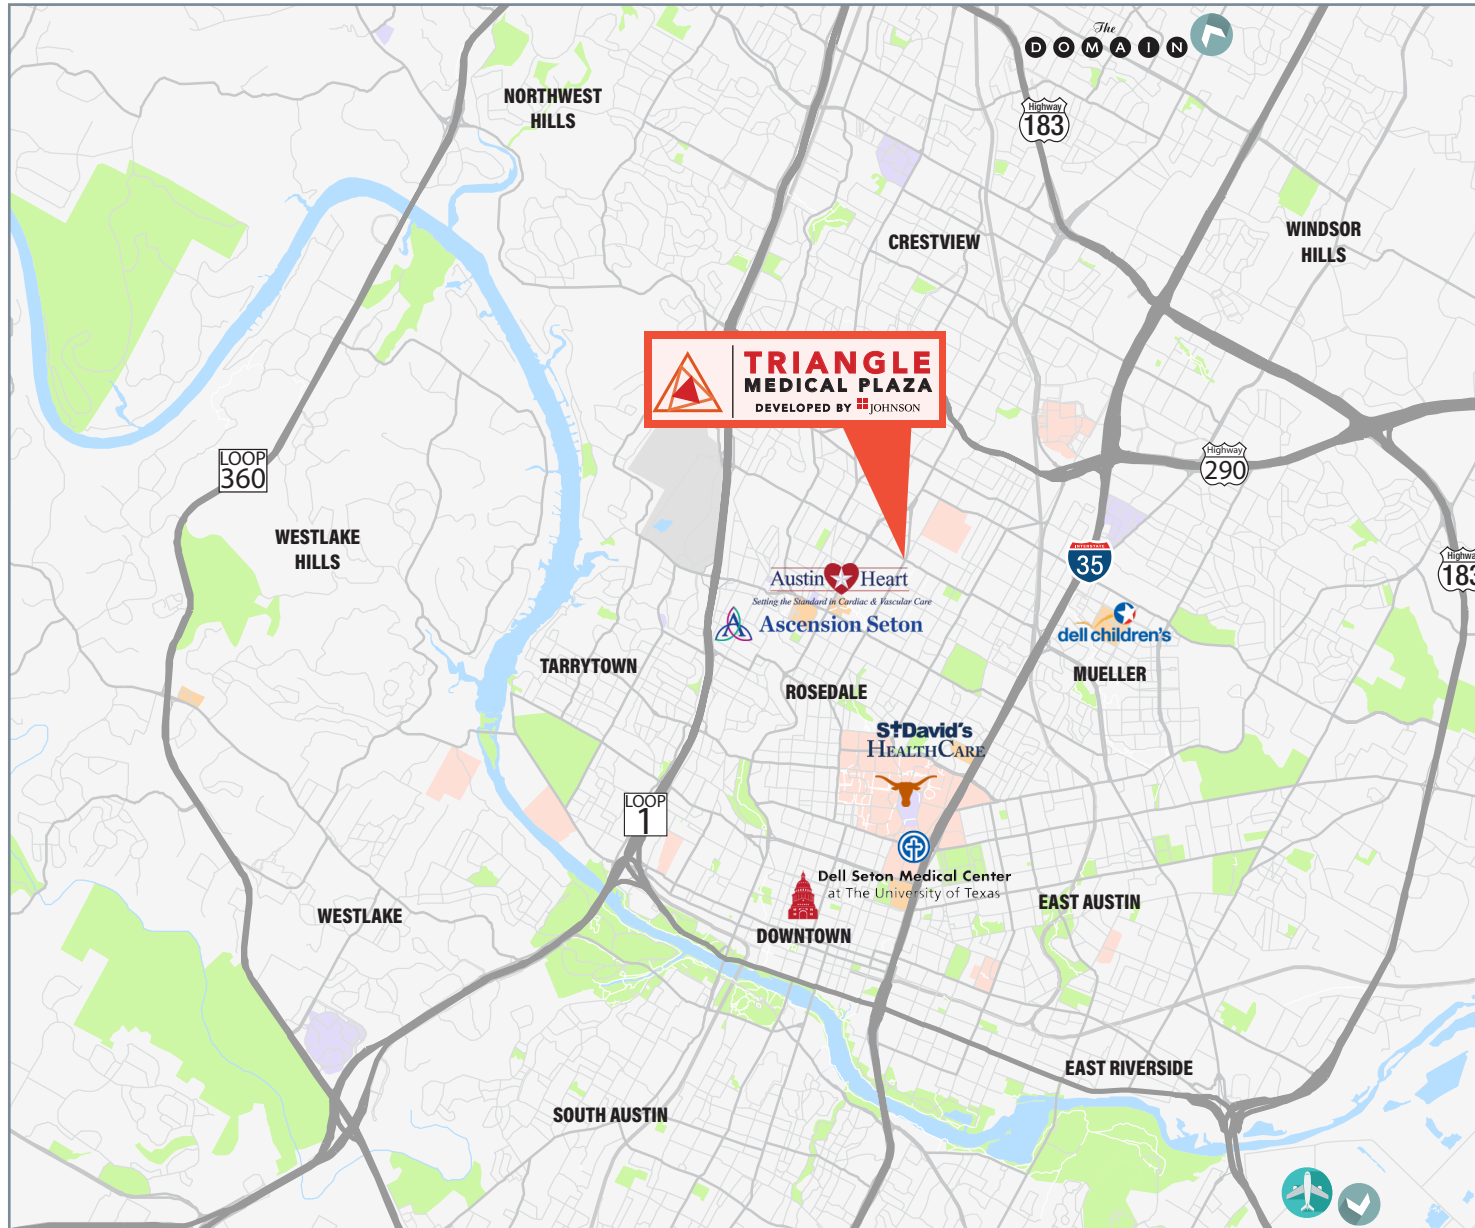 The
DOMAIN
NORTHWEST
HILLS
Highway
183
WINDSOR
HILLS
CRESTVIEW
TRIANGLE
MEDICAL PLAZA
DEVELOPED BY JOHNSON
LOOP
360
Highway
290
WESTLAKE
HILLS
INTERSTATE
35
Highway
183
Austin Heart
Setting the Standard in Cardiac & Vascular Care
Ascension Seton
dell children's
TARRYTOWN
MUELLER
ROSEDALE
St David's
HEALTHCARE
LOOP
1
Dell Seton Medical Center
at The University of Texas
EAST AUSTIN
WESTLAKE
DOWNTOWN
EAST RIVERSIDE
SOUTH AUSTIN